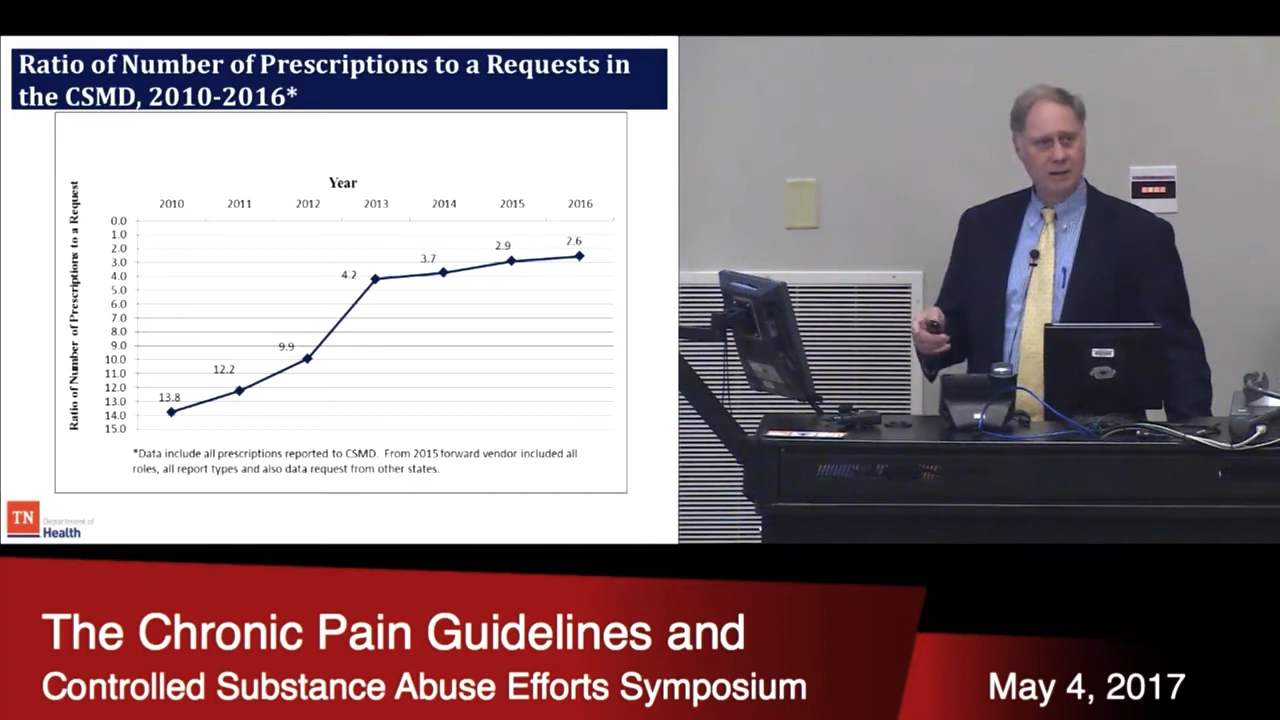 Ratio of Number of Prescriptions to a Requests in
the CSMD, 2010-2016*
Year
2010 2011 2012 2013 2014 2015 2016
Ratio of Number of Prescriptions to a Request
0.0
1.0
2.0
3.0
4.0
5.0
6.0
7.0
8.0
9.0
10.0
11.0
12.0
13.0
14.0
15.0
13.8
12.2
9.9
4.2
3.7
2.9
2.6
*Data include all prescriptions reported to CSMD. From 2015 forward vendor included all
roles, all report types and also data request from other states.
TN
Department of
Health
The Chronic Pain Guidelines and
Controlled Substance Abuse Efforts Symposium
May 4, 2017